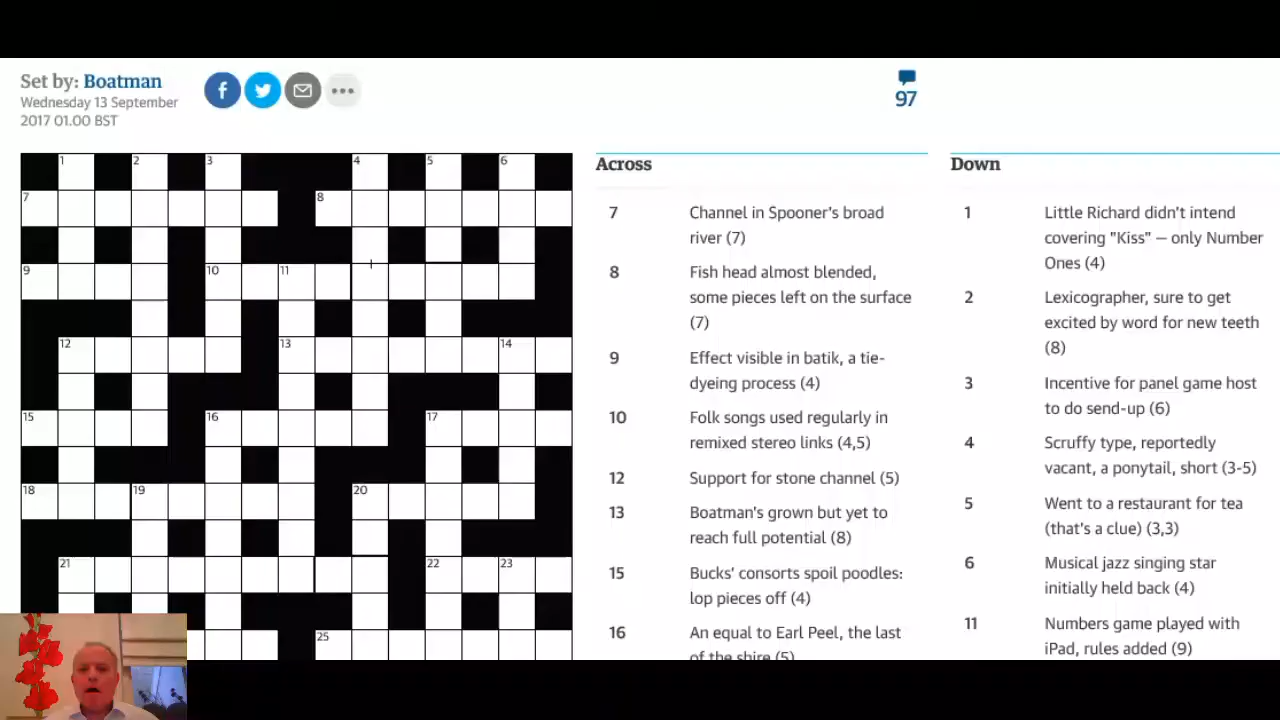 Set by: Boatman
Wednesday 13 September
2017 01.00 BST
97
1 2 3 4 5 6
7 8
9 10 11
12 13 14
15 16 17
18 19 20
21 22 23
25
Across
7 Channel in Spooner's broad
river (7)
8 Fish head almost blended,
some pieces left on the surface
(7)
9 Effect visible in batik, a tie-
dyeing process (4)
10 Folk songs used regularly in
remixed stereo links (4,5)
12 Support for stone channel (5)
13 Boatman's grown but yet to
reach full potential (8)
15 Bucks' consorts spoil poodles:
lop pieces off (4)
16 An equal to Earl Peel, the last
of the shire (5)
Down
1 Little Richard didn't intend
covering "Kiss" — only Number
Ones (4)
2 Lexicographer, sure to get
excited by word for new teeth
(8)
3 Incentive for panel game host
to do send-up (6)
4 Scruffy type, reportedly
vacant, a ponytail, short (3-5)
5 Went to a restaurant for tea
(that's a clue) (3,3)
6 Musical jazz singing star
initially held back (4)
11 Numbers game played with
iPad, rules added (9)